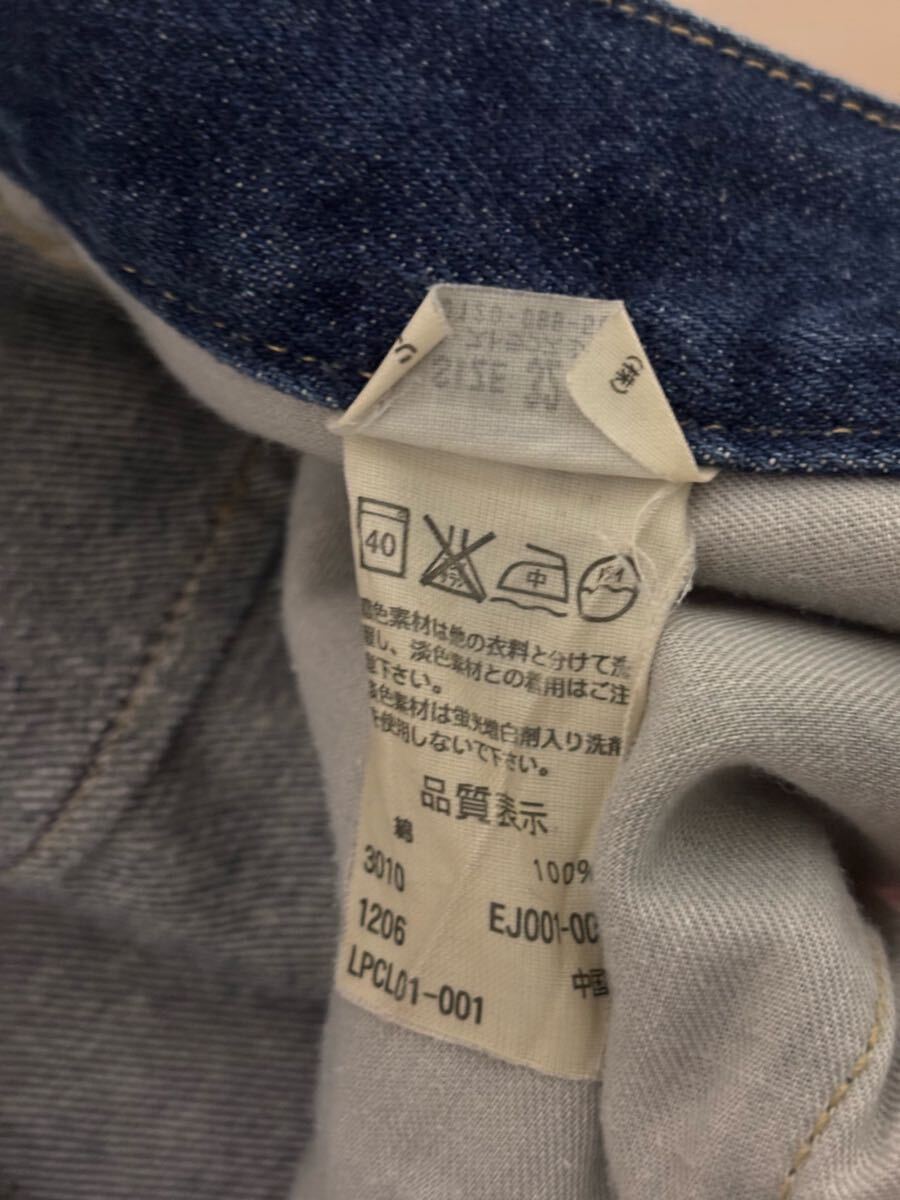 (株)
40
中
色素材は他の衣料と分けて洗
し、淡色素材との着用はご注
下さい。
色素材は蛍光増白剤入り洗剤
使用しないで下さい。
品質表示
綿 100%
3010
1206 EJ001-00
LPCL01-001 中国